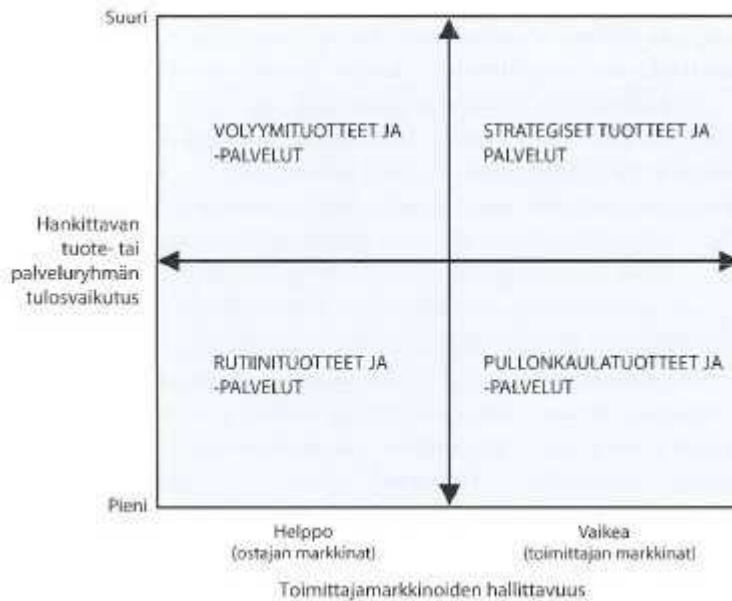 Suuri
VOLYYMITUOTTEET JA
-PALVELUT
STRATEGISET TUOTTEET JA
PALVELUT
Hankittavan
tuote- tai
palveluryhmän
tulosvaikutus
RUTIINITUOTTEET JA
-PALVELUT
PULLONKAULATUOTTEET JA
-PALVELUT
Pieni
Helppo
(ostajan markkinat)
Vaikea
(toimittajan markkinat)
Toimittajamarkkinoiden hallittavuus